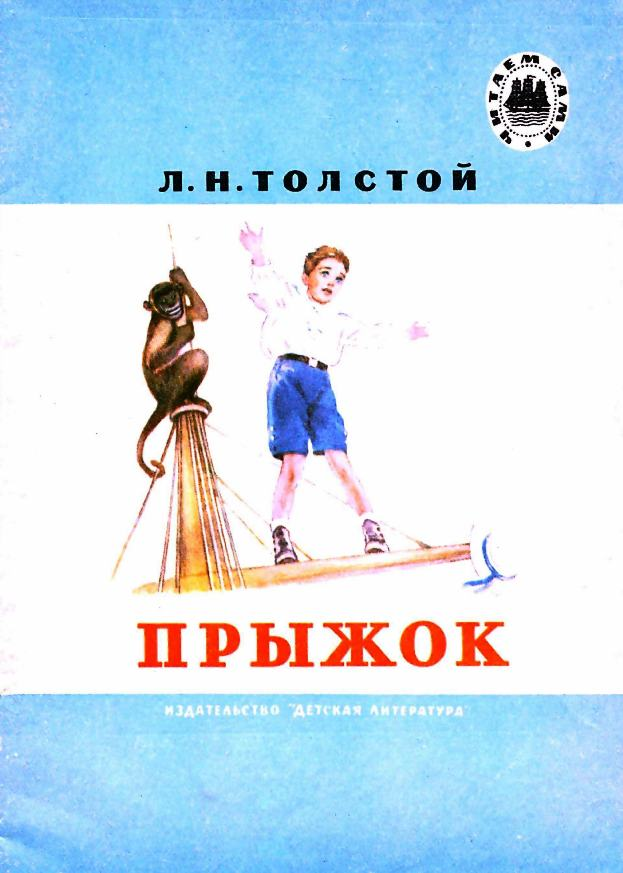 ЧИТАЕМ САМИ
Л. Н. ТОЛСТОЙ
ПРЫЖОК
ИЗДАТЕЛЬСТВО "ДЕТСКАЯ ЛИТЕРАТУРА"